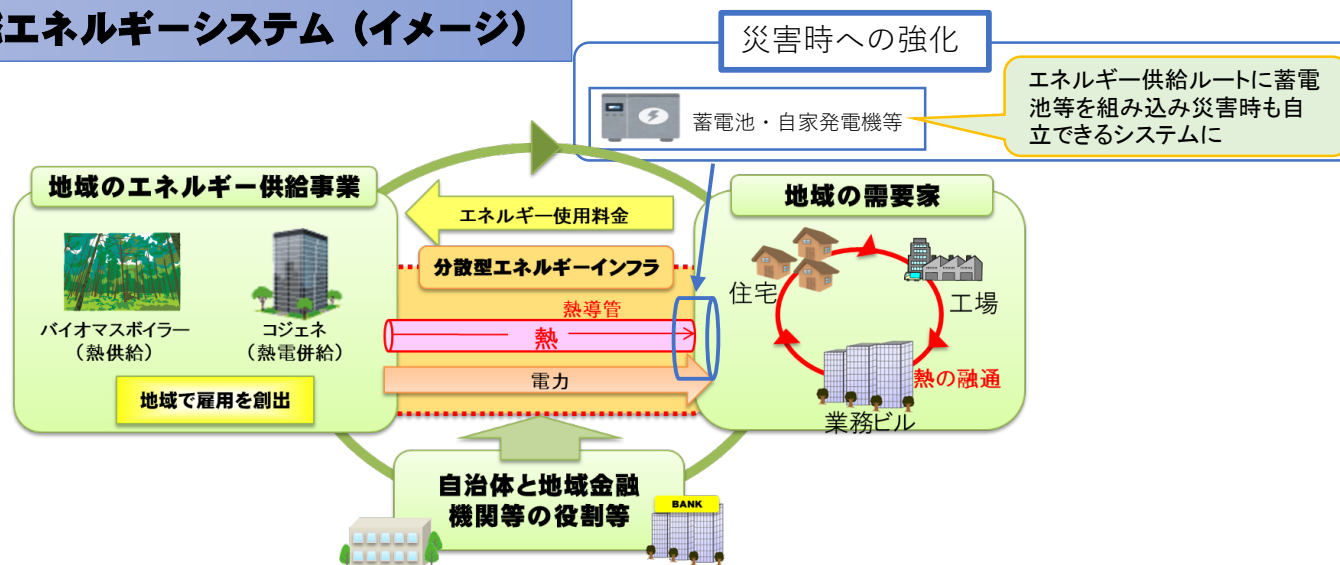 エネルギーシステム（イメージ）
災害時への強化
蓄電池・自家発電機等
エネルギー供給ルートに蓄電
池等を組み込み災害時も自
立できるシステムに
地域のエネルギー供給事業
バイオマスボイラー
（熱供給）
コジェネ
（熱電併給）
地域で雇用を創出
エネルギー使用料金
分散型エネルギーインフラ
熱導管
熱
電力
地域の需要家
住宅
工場
熱の融通
業務ビル
自治体と地域金融
機関等の役割等
BANK